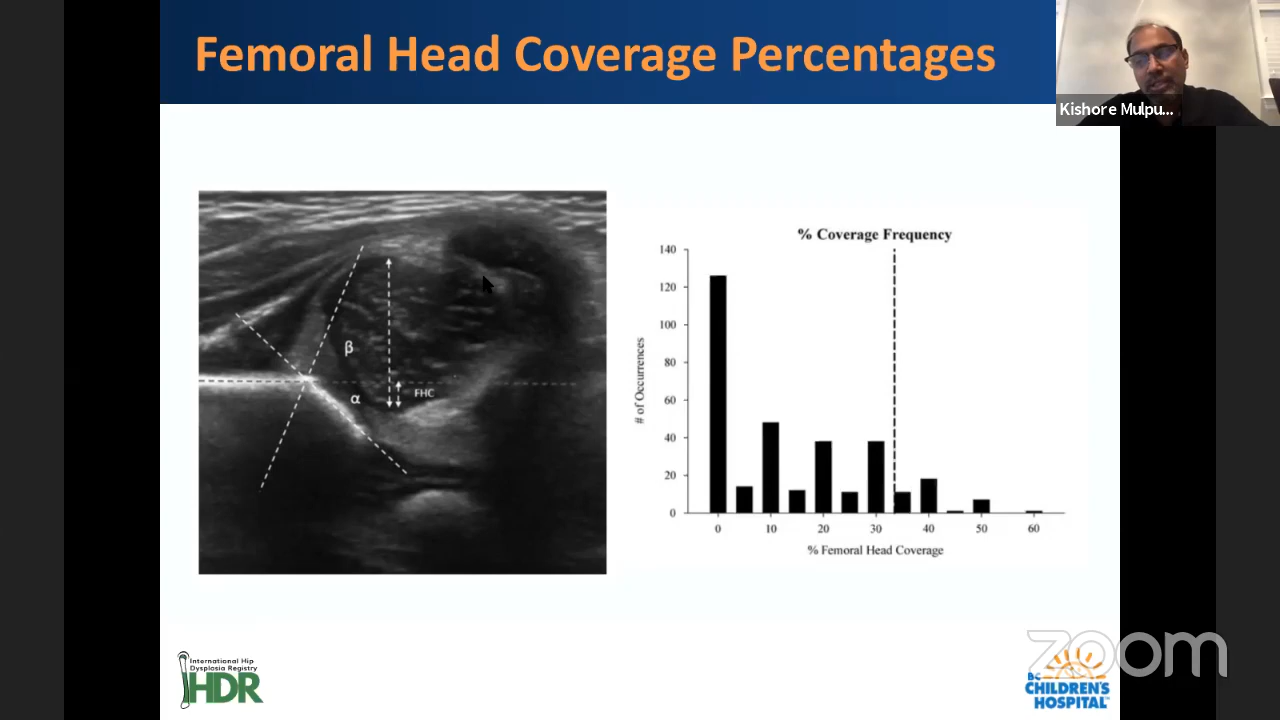 Femoral Head Coverage Percentages
Kishore Mulpu...
β
α
FHC
% Coverage Frequency
140
120
100
80
60
40
20
0
# of Occurrences
0 10 20 30 40 50 60
% Femoral Head Coverage
International Hip
Dysplasia Registry
IHDR
zoom
BC
CHILDREN'S
HOSPITAL